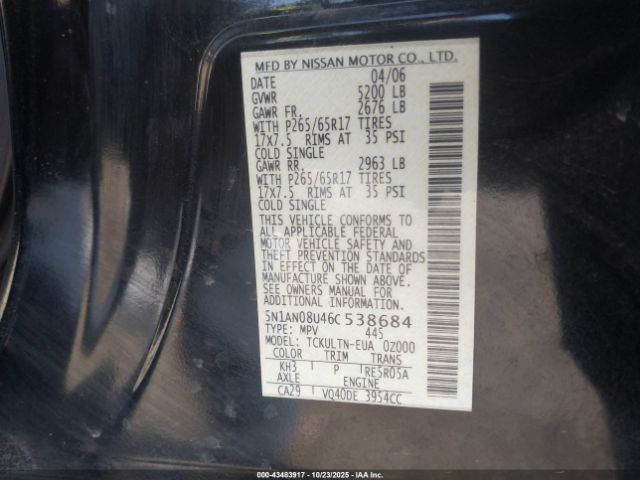 MFD BY NISSAN MOTOR CO., LTD.
DATE 04/06
GVWR 5200 LB
GAWR FR. 2676 LB
WITH P265/65R17 TIRES
17X7.5 RIMS AT 35 PSI
COLD SINGLE
GAWR RR. 2963 LB
WITH P265/65R17 TIRES
17X7.5 RIMS AT 35 PSI
COLD SINGLE
THIS VEHICLE CONFORMS TO
ALL APPLICABLE FEDERAL
MOTOR VEHICLE SAFETY AND
THEFT PREVENTION STANDARDS
IN EFFECT ON THE DATE OF
MANUFACTURE SHOWN ABOVE.
SEE OWNERS MANUAL FOR
ADDITIONAL INFORMATION
5N1AN08U46C538684
TYPE: MPV 445
MODEL: TCKULTN-EUA 0Z000
COLOR TRIM TRANS
KH3 P RE5R05A
AXLE ENGINE
CA29 VQ40DE 3954CC
000-43483917 - 10/23/2025 - IAA Inc.